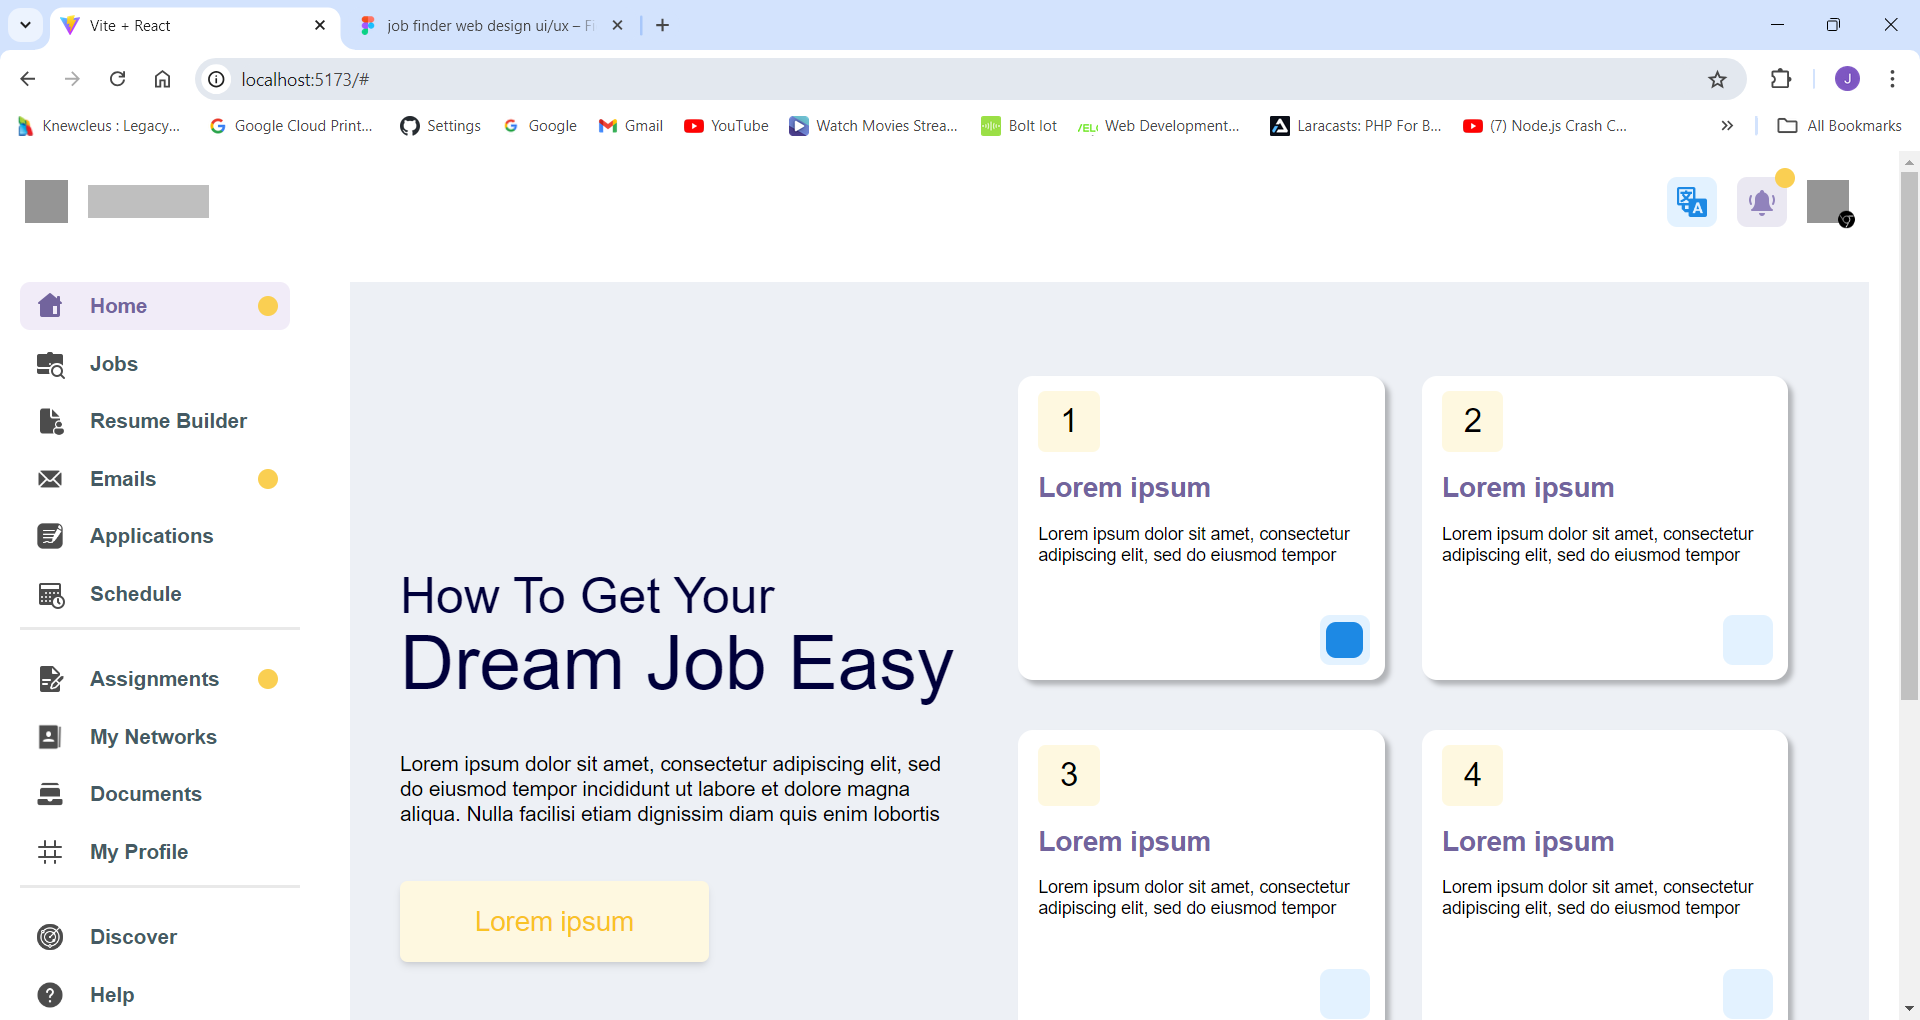 Vite + React
job finder web design ui/ux – Fi
localhost:5173/#
J
Knewcleus : Legacy...
Google Cloud Print...
Settings
Google
Gmail
YouTube
Watch Movies Strea...
Bolt Iot
/ELO
Web Development...
Laracasts: PHP For B...
(7) Node.js Crash C...
All Bookmarks
文
A
Home
Jobs
Resume Builder
Emails
Applications
Schedule
Assignments
My Networks
Documents
My Profile
Discover
Help
How To Get Your
Dream Job Easy
Lorem ipsum dolor sit amet, consectetur adipiscing elit, sed
do eiusmod tempor incididunt ut labore et dolore magna
aliqua. Nulla facilisi etiam dignissim diam quis enim lobortis
Lorem ipsum
1
Lorem ipsum
Lorem ipsum dolor sit amet, consectetur
adipiscing elit, sed do eiusmod tempor
2
Lorem ipsum
Lorem ipsum dolor sit amet, consectetur
adipiscing elit, sed do eiusmod tempor
3
Lorem ipsum
Lorem ipsum dolor sit amet, consectetur
adipiscing elit, sed do eiusmod tempor
4
Lorem ipsum
Lorem ipsum dolor sit amet, consectetur
adipiscing elit, sed do eiusmod tempor